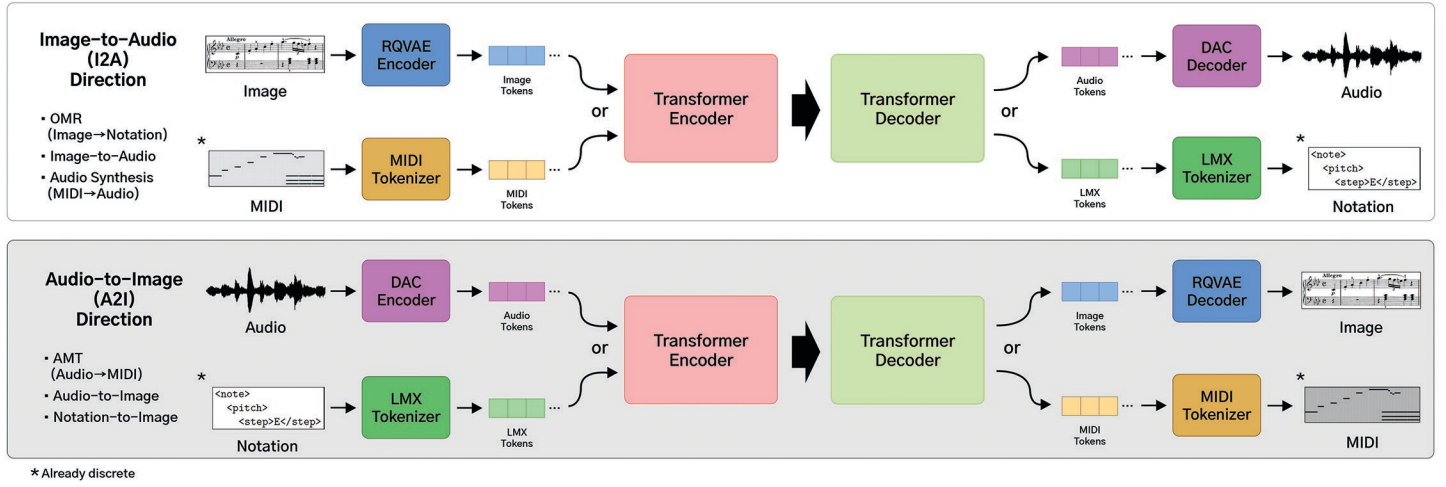 Image-to-Audio
(I2A)
Direction
▪ OMR
(Image→Notation)
▪ Image-to-Audio
▪ Audio Synthesis
(MIDI→Audio)
Allegro
Image
RQVAE
Encoder
...
Image
Tokens
*
MIDI
MIDI
Tokenizer
...
MIDI
Tokens
or
Transformer
Encoder
Transformer
Decoder
or
...
Audio
Tokens
DAC
Decoder
Audio
...
LMX
Tokens
LMX
Tokenizer
*
<note>
<pitch>
<step>E</step>
Notation
Audio-to-Image
(A2I)
Direction
▪ AMT
(Audio→MIDI)
▪ Audio-to-Image
▪ Notation-to-Image
Audio
DAC
Encoder
...
Audio
Tokens
*
<note>
<pitch>
<step>E</step>
Notation
LMX
Tokenizer
...
LMX
Tokens
or
Transformer
Encoder
Transformer
Decoder
or
...
Image
Tokens
RQVAE
Decoder
Allegro
Image
...
MIDI
Tokens
MIDI
Tokenizer
*
MIDI
* Already discrete